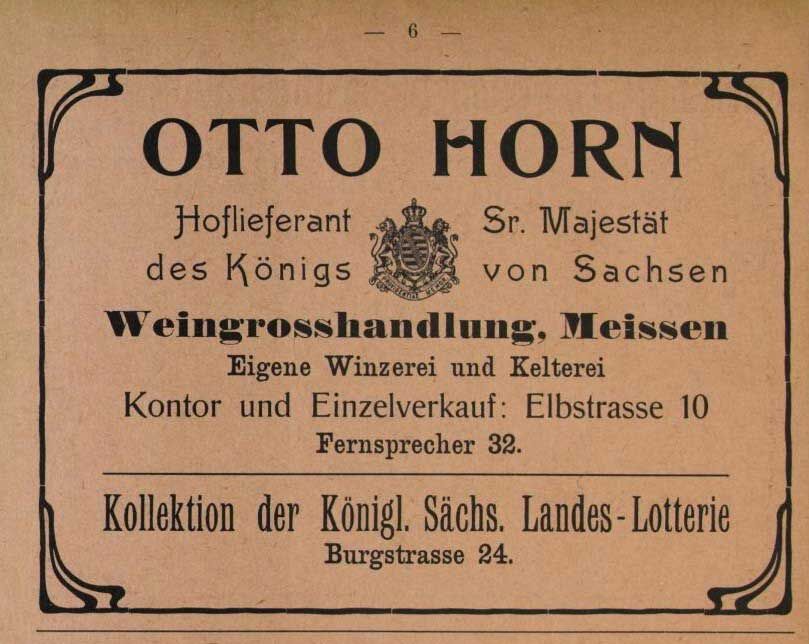 — 6 —
OTTO HORN
Hoflieferant Sr. Majestät
des Königs von Sachsen
Weingrosshandlung, Meissen
Eigene Winzerei und Kelterei
Kontor und Einzelverkauf: Elbstrasse 10
Fernsprecher 32.
Kollektion der Königl. Sächs. Landes-Lotterie
Burgstrasse 24.